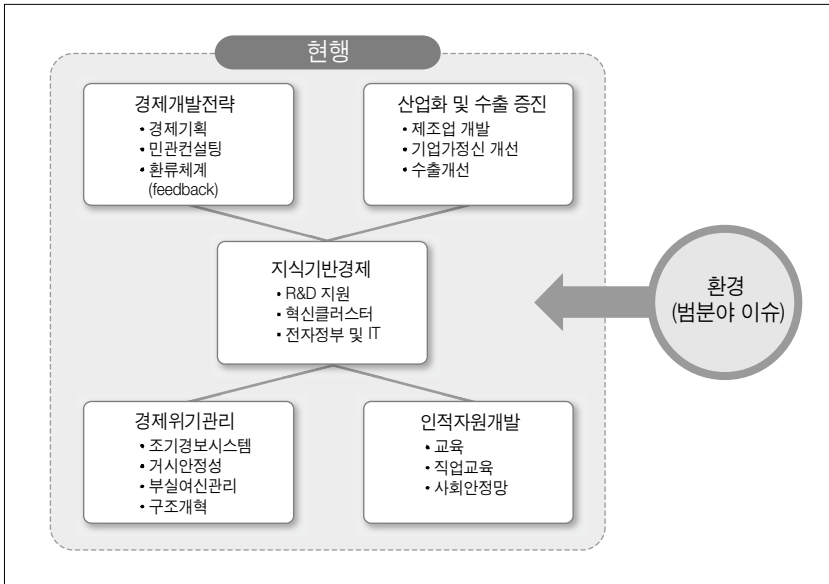 현행
경제개발전략
• 경제기획
• 민관컨설팅
• 환류체계
(feedback)
산업화 및 수출 증진
• 제조업 개발
• 기업가정신 개선
• 수출개선
지식기반경제
• R&D 지원
• 혁신클러스터
• 전자정부 및 IT
환경
(범분야 이슈)
경제위기관리
• 조기경보시스템
• 거시안정성
• 부실여신관리
• 구조개혁
인적자원개발
• 교육
• 직업교육
• 사회안정망